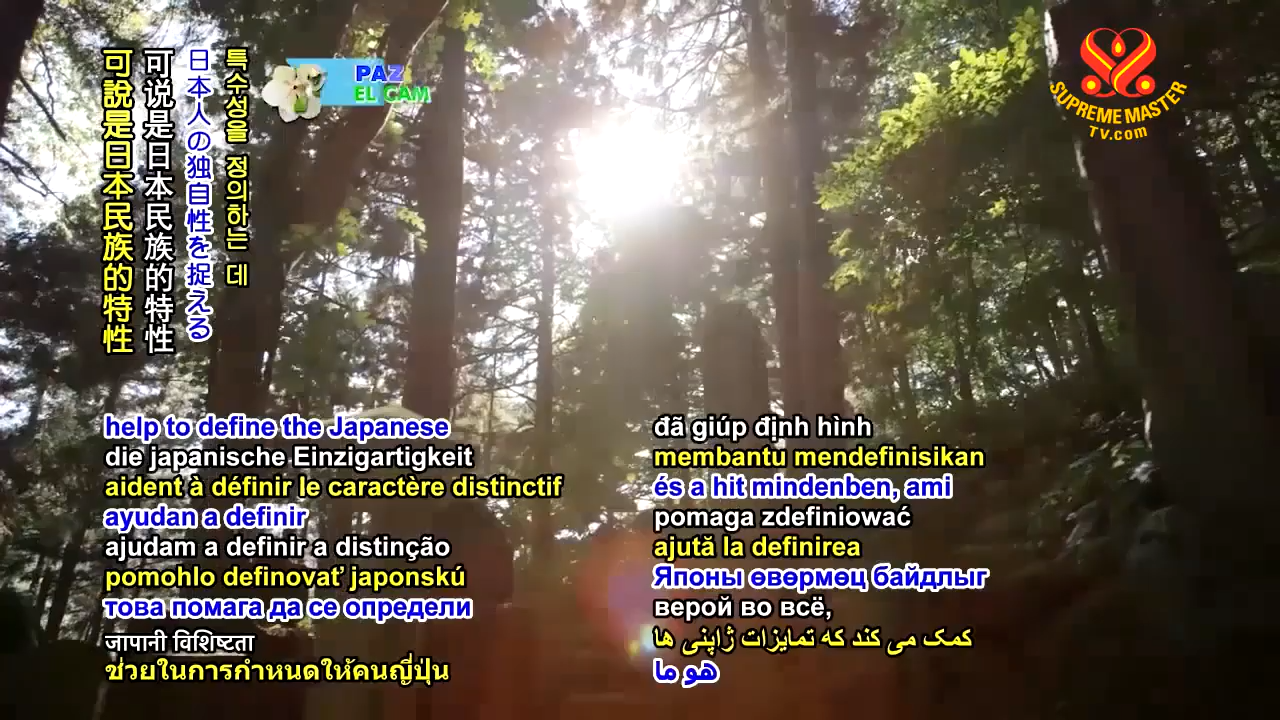 特수성을 정의하는 데
日本人の独自性を捉える
可说是日本民族的特性
可說是日本民族的特性
PAZ
EL CAM
SUPREME MASTER
TV.com
help to define the Japanese
die japanische Einzigartigkeit
aident à définir le caractère distinctif
ayudan a definir
ajudam a definir a distinção
pomohlo definovať japonskú
това помага да се определи
जापानी विशिष्टता
ช่วยในการกำหนดให้คนญี่ปุ่น
đã giúp định hình
membantu mendefinisikan
és a hit mindenben, ami
pomaga zdefiniować
ajută la definirea
Японы өвөрмөц байдлыг
верой во всё,
کمک می کند که تمایزات ژاپنی ها
هو ما